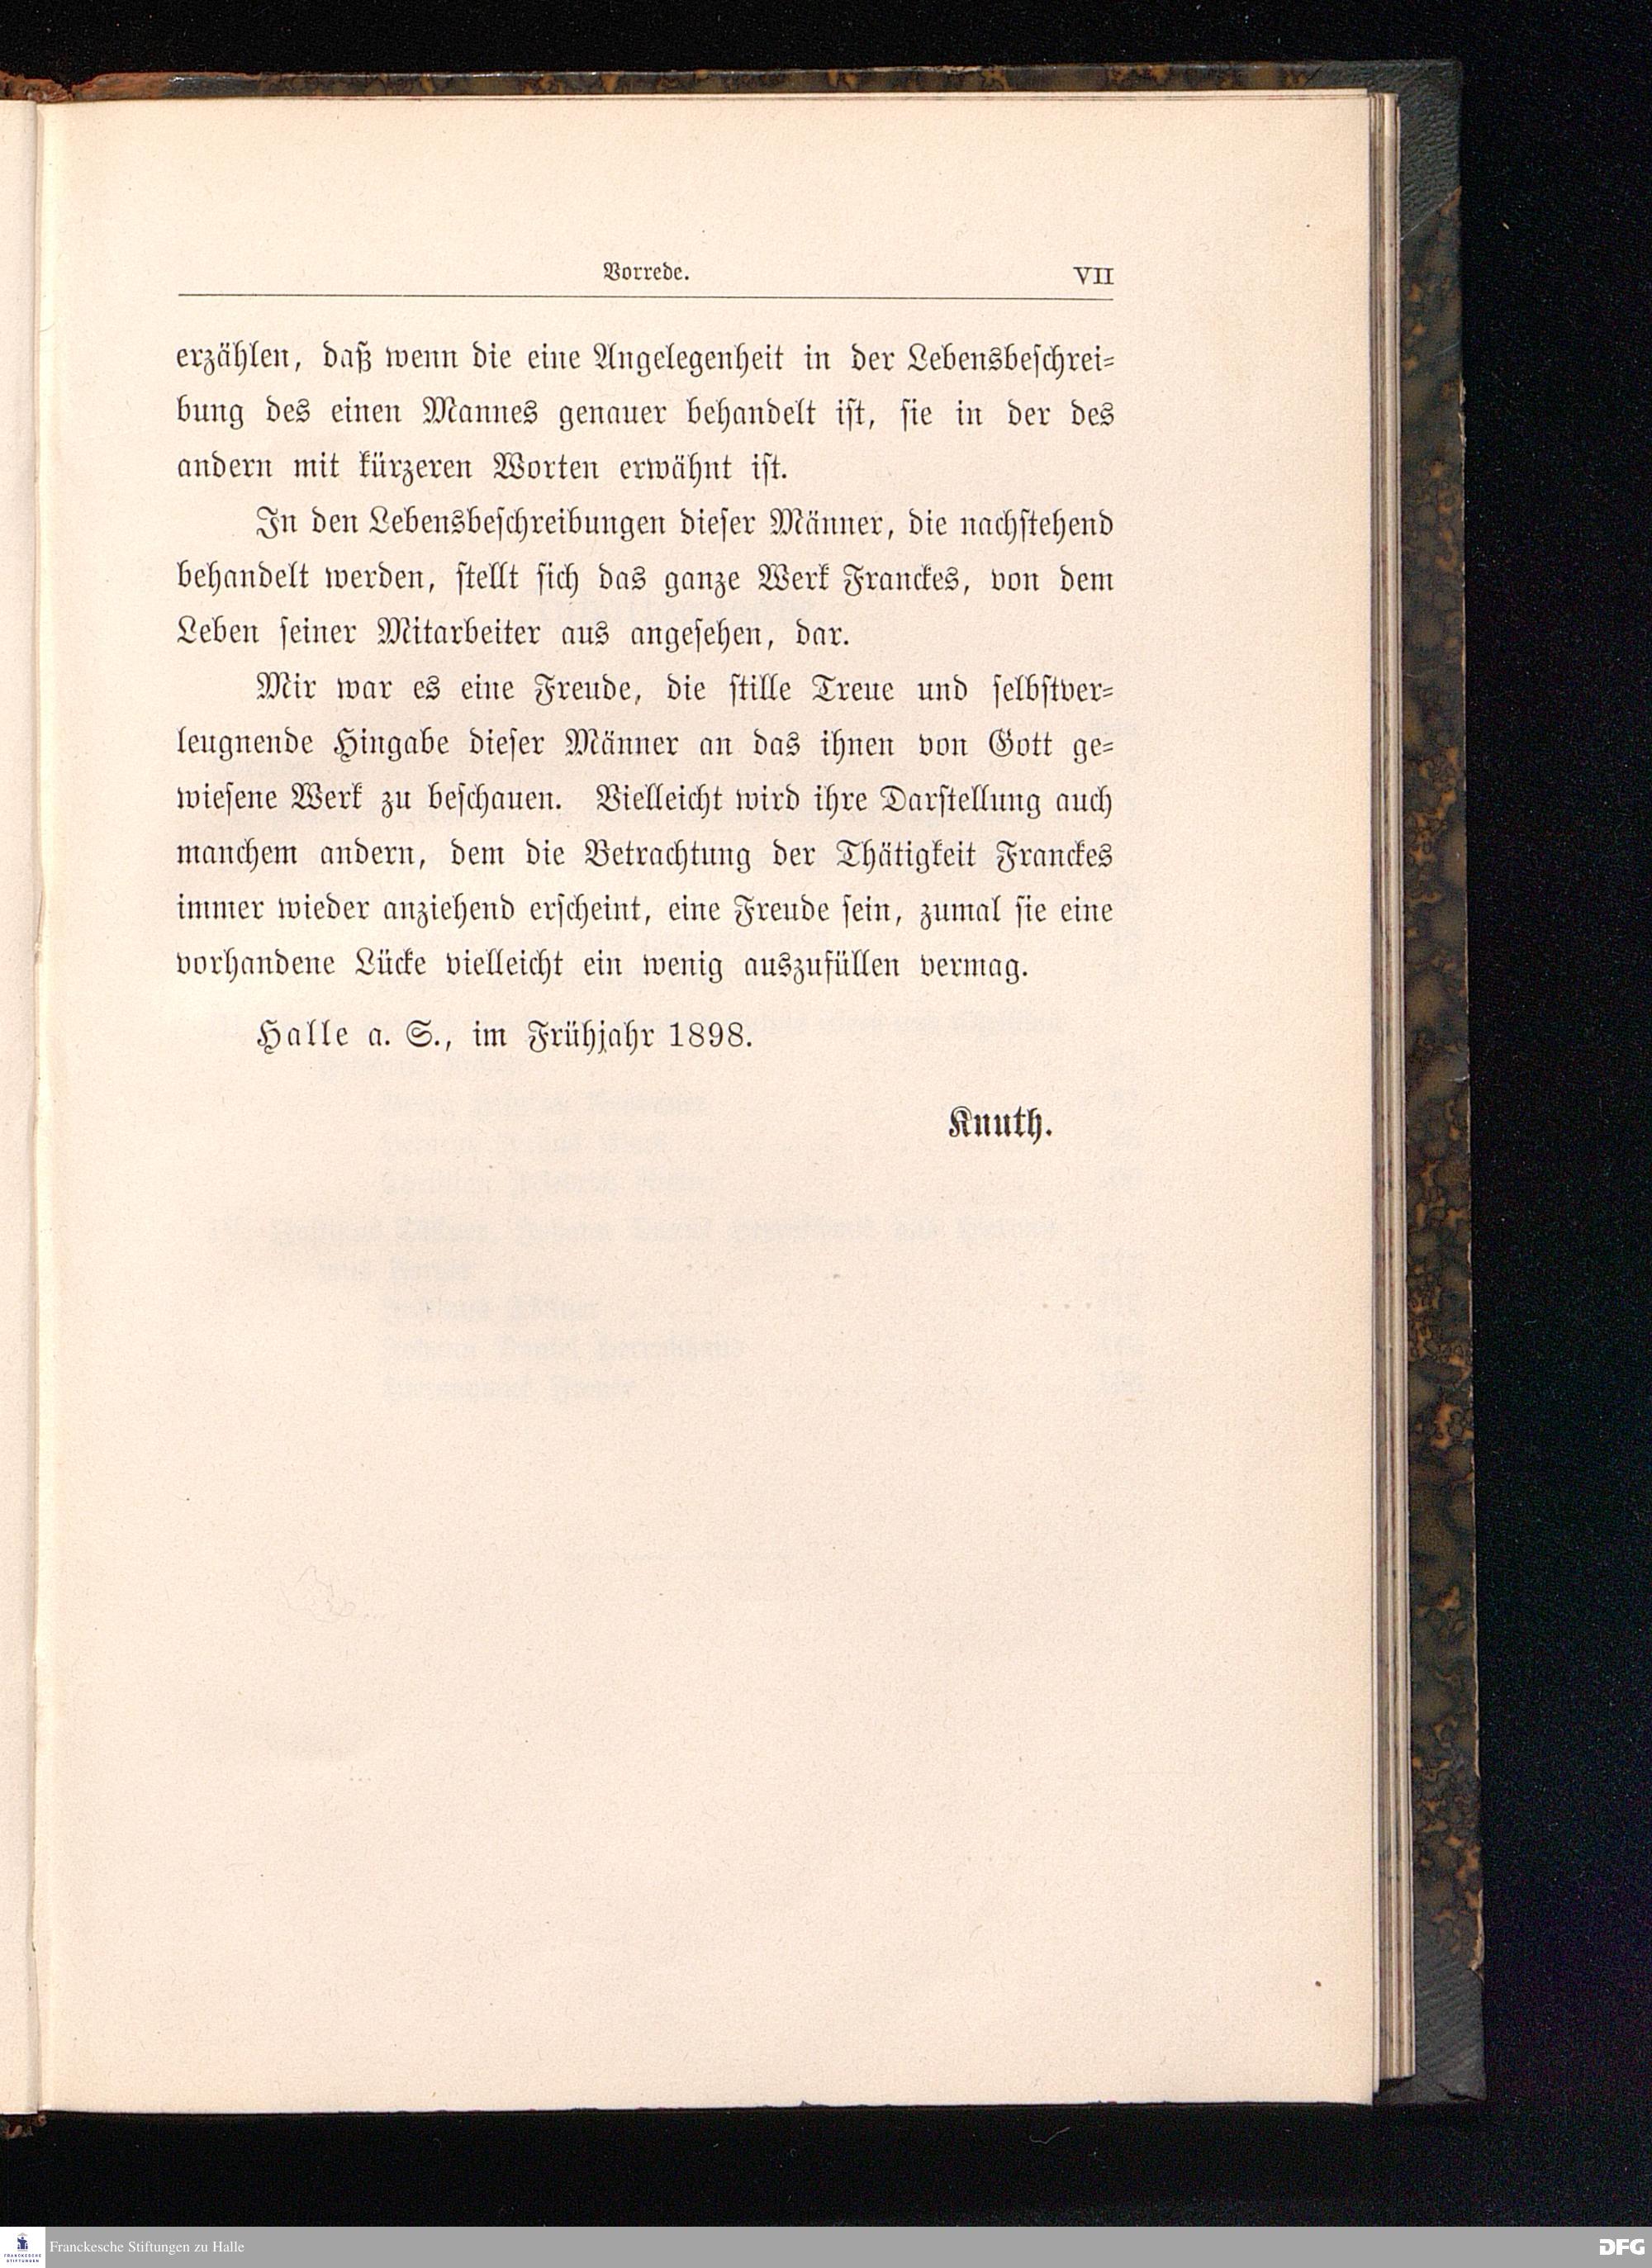 Vorrede. VII
erzählen, daß wenn die eine Angelegenheit in der Lebensbeschrei-
bung des einen Mannes genauer behandelt ist, sie in der des
andern mit kürzeren Worten erwähnt ist.
In den Lebensbeschreibungen dieser Männer, die nachstehend
behandelt werden, stellt sich das ganze Werk Franckes, von dem
Leben seiner Mitarbeiter aus angesehen, dar.
Mir war es eine Freude, die stille Treue und selbstver-
leugnende Hingabe dieser Männer an das ihnen von Gott ge-
wiesene Werk zu beschauen. Vielleicht wird ihre Darstellung auch
manchem andern, dem die Betrachtung der Thätigkeit Franckes
immer wieder anziehend erscheint, eine Freude sein, zumal sie eine
vorhandene Lücke vielleicht ein wenig auszufüllen vermag.
Halle a. S., im Frühjahr 1898.
Knuth.
FRANCKESCHE
STIFTUNGEN
Franckesche Stiftungen zu Halle
DFG